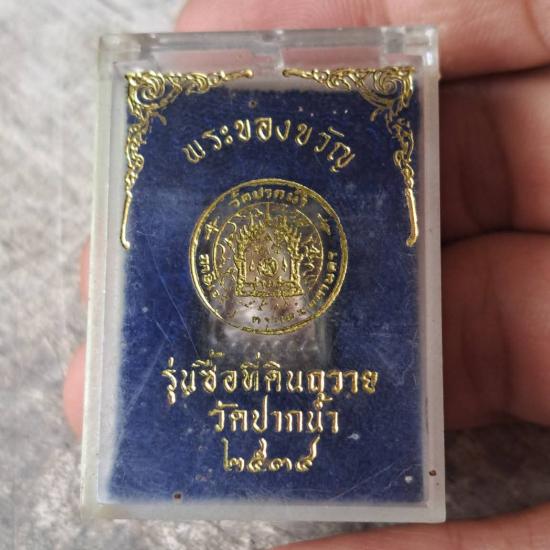 พระของขวัญ
วัดปากน้ำ
รุ่นซื้อที่ดินถวาย
วัดปากน้ำ
๒๕๓๔